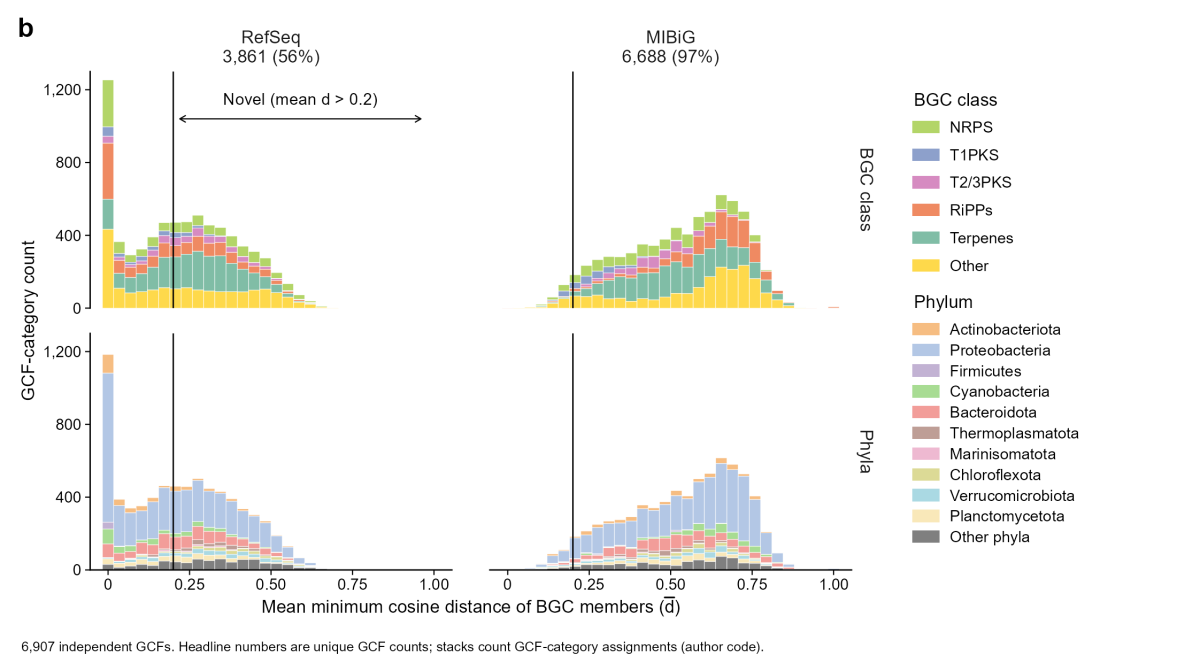 b
RefSeq
3,861 (56%)
MIBiG
6,688 (97%)
Novel (mean d > 0.2)
1,200
800
400
0
BGC class
GCF-category count
1,200
800
400
0
Phyla
0
0.25
0.50
0.75
1.00
0
0.25
0.50
0.75
1.00
Mean minimum cosine distance of BGC members (d̅)
BGC class
NRPS
T1PKS
T2/3PKS
RiPPs
Terpenes
Other
Phylum
Actinobacteriota
Proteobacteria
Firmicutes
Cyanobacteria
Bacteroidota
Thermoplasmatota
Marinisomatota
Chloroflexota
Verrucomicrobiota
Planctomycetota
Other phyla
6,907 independent GCFs. Headline numbers are unique GCF counts; stacks count GCF-category assignments (author code).